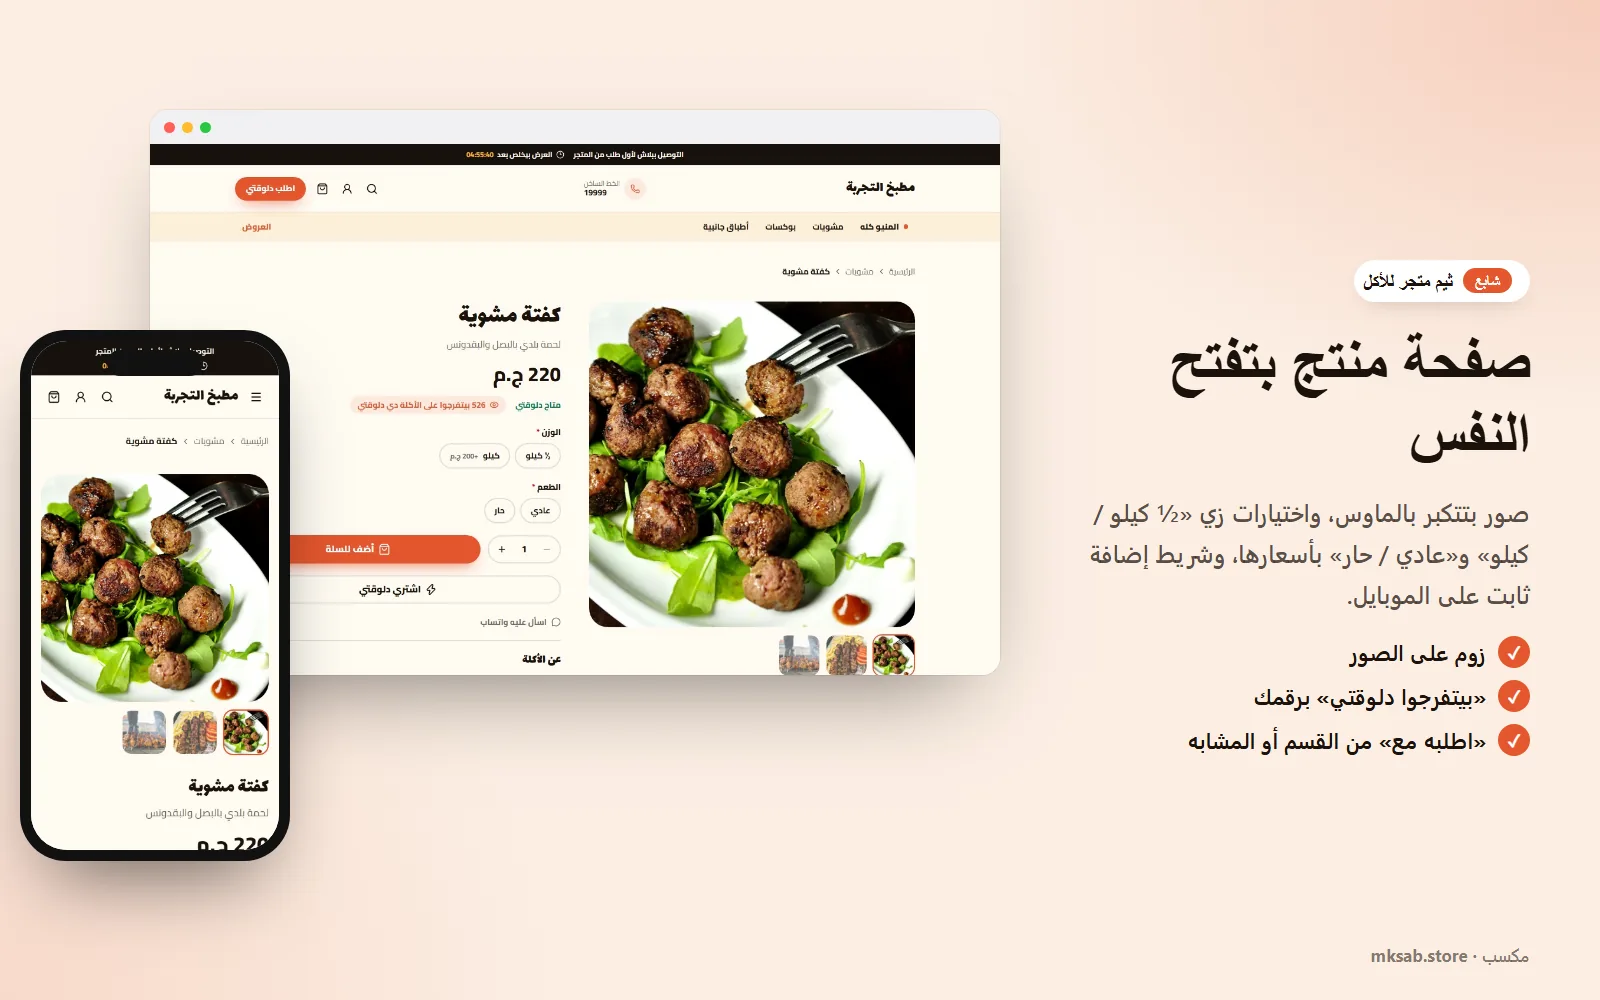 شايع
ثيم متجر للأكل
صفحة منتج بتفتح
النفس
صور بتتكبر بالماوس، واختيارات زي «½ كيلو /
كيلو» و«عادي / حار» بأسعارها، وشريط إضافة
ثابت على الموبايل.
زوم على الصور
«بيتفرجوا دلوقتي» برقمك
«اطلبه مع» من القسم أو المشابه
مكسب · mksab.store
التوصيل ببلاش لأول طلب من المتجر
العرض بيخلص بعد 04:55:40
مطبخ التجربة
الخط الساخن
19999
اطلب دلوقتي
المنيو كله
مشويات
بوكسات
أطباق جانبية
العروض
الرئيسية › مشويات › كفتة مشوية
كفتة مشوية
لحمة بلدي بالبصل والبقدونس
220 ج.م
متاح دلوقتي
526 بيتفرجوا على الأكلة دي دلوقتي
الوزن *
½ كيلو
كيلو +200 ج.م
الطعم *
عادي
حار
− 1 +
أضف للسلة
اشتري دلوقتي
اسأل عليه واتساب
عن الأكلة
مطبخ التجربة
الرئيسية › مشويات › كفتة مشوية
كفتة مشوية
لحمة بلدي بالبصل والبقدونس
220 ج.م